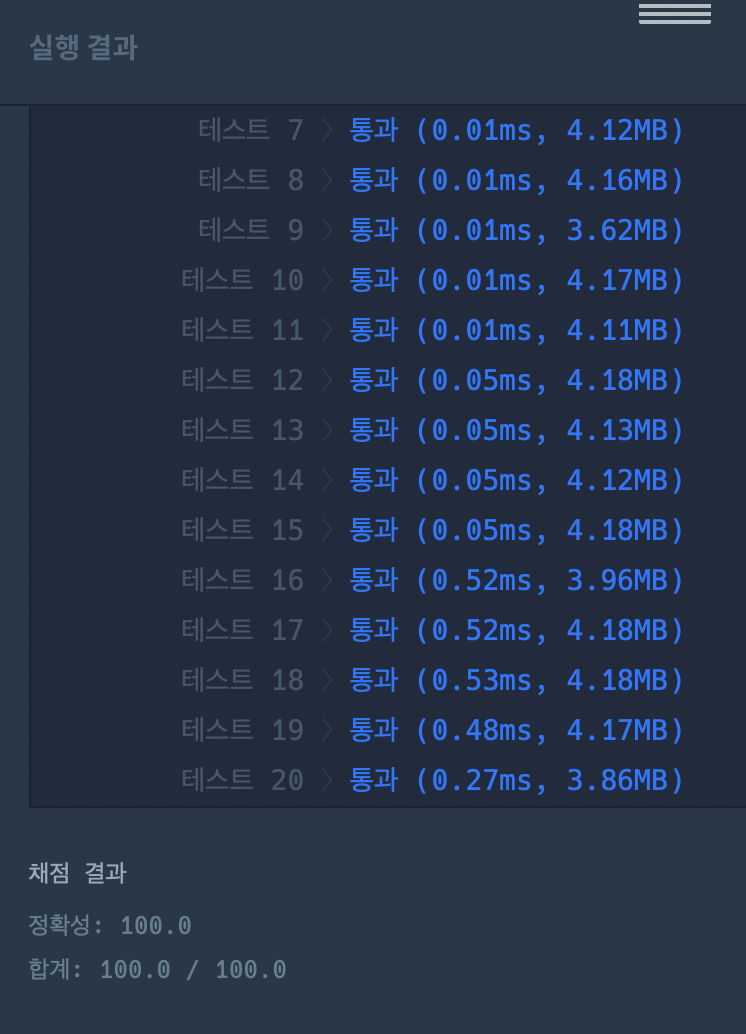 실행 결과
테스트 7 〉 통과 (0.01ms, 4.12MB)
테스트 8 〉 통과 (0.01ms, 4.16MB)
테스트 9 〉 통과 (0.01ms, 3.62MB)
테스트 10 〉 통과 (0.01ms, 4.17MB)
테스트 11 〉 통과 (0.01ms, 4.11MB)
테스트 12 〉 통과 (0.05ms, 4.18MB)
테스트 13 〉 통과 (0.05ms, 4.13MB)
테스트 14 〉 통과 (0.05ms, 4.12MB)
테스트 15 〉 통과 (0.05ms, 4.18MB)
테스트 16 〉 통과 (0.52ms, 3.96MB)
테스트 17 〉 통과 (0.52ms, 4.18MB)
테스트 18 〉 통과 (0.53ms, 4.18MB)
테스트 19 〉 통과 (0.48ms, 4.17MB)
테스트 20 〉 통과 (0.27ms, 3.86MB)
채점 결과
정확성: 100.0
합계: 100.0 / 100.0